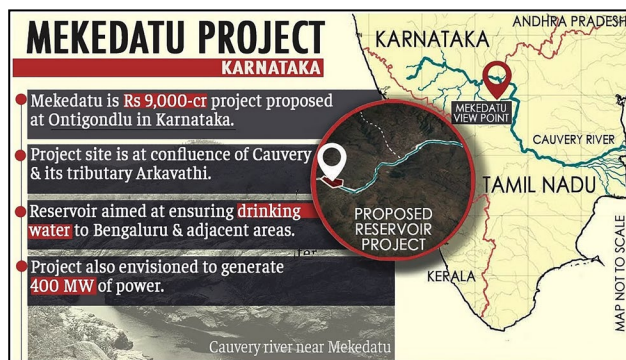 MEKEDATU PROJECT
KARNATAKA
Mekedatu is Rs 9,000-cr project proposed
at Ontigondlu in Karnataka.
Project site is at confluence of Cauvery
& its tributary Arkavathi.
Reservoir aimed at ensuring drinking
water to Bengaluru & adjacent areas.
Project also envisioned to generate
400 MW of power.
Cauvery river near Mekedatu
PROPOSED
RESERVOIR
PROJECT
ANDHRA PRADESH
KARNATAKA
MEKEDATU
VIEW POINT
CAUVERY RIVER
TAMIL NADU
KERALA
MAP NOT TO SCALE